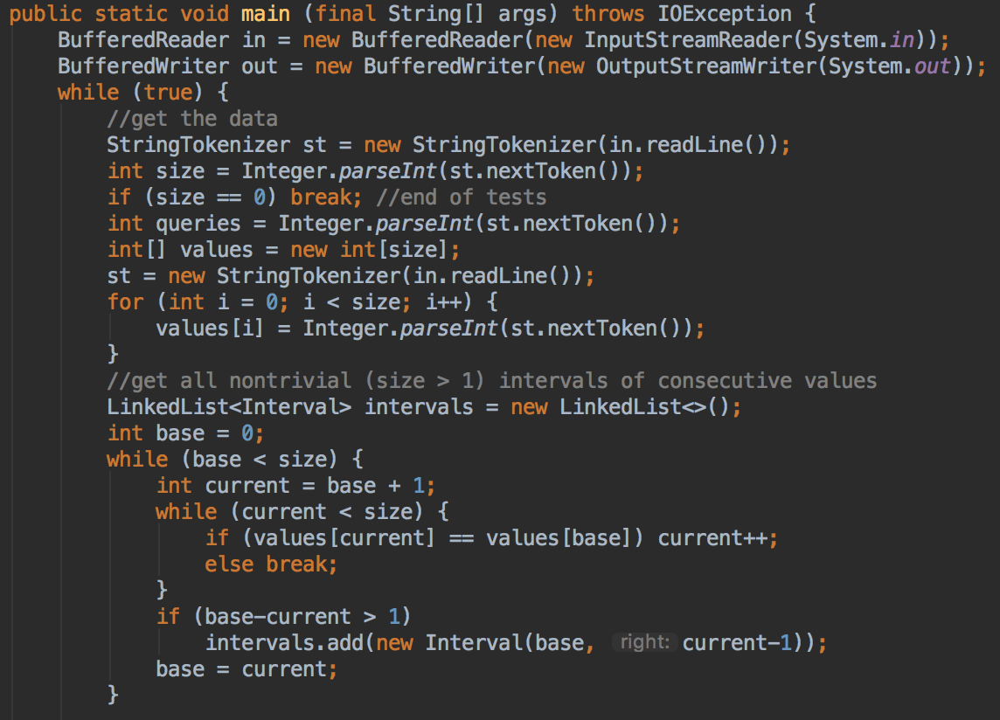 public static void main (final String[] args) throws IOException {
    BufferedReader in = new BufferedReader(new InputStreamReader(System.in));
    BufferedWriter out = new BufferedWriter(new OutputStreamWriter(System.out));
    while (true) {
        //get the data
        StringTokenizer st = new StringTokenizer(in.readLine());
        int size = Integer.parseInt(st.nextToken());
        if (size == 0) break; //end of tests
        int queries = Integer.parseInt(st.nextToken());
        int[] values = new int[size];
        st = new StringTokenizer(in.readLine());
        for (int i = 0; i < size; i++) {
            values[i] = Integer.parseInt(st.nextToken());
        }
        //get all nontrivial (size > 1) intervals of consecutive values
        LinkedList<Interval> intervals = new LinkedList<>();
        int base = 0;
        while (base < size) {
            int current = base + 1;
            while (current < size) {
                if (values[current] == values[base]) current++;
                else break;
            }
            if (base-current > 1)
                intervals.add(new Interval(base, right: current-1));
            base = current;
        }